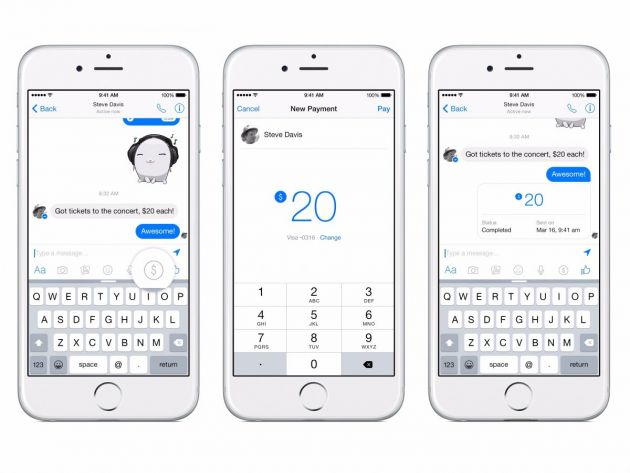 9:41 AM 100%
Back Steve Davis
Active now
8:32 AM
Got tickets to the concert, $20 each!
Awesome!
Type a message...
Aa $
Q W E R T Y U I O P
A S D F G H J K L
Z X C V B N M
123 space @ . return
9:41 AM 100%
Cancel New Payment Pay
Steve Davis
$20
Visa •0316 · Change
1 2 3
ABC DEF
4 5 6
GHI JKL MNO
7 8 9
PQRS TUV WXYZ
. 0
9:41 AM 100%
Back Steve Davis
Active now
8:32 AM
Got tickets to the concert, $20 each!
Awesome!
$20
Status Sent on
Completed Mar 16, 9:41 am
Type a message...
Aa $
Q W E R T Y U I O P
A S D F G H J K L
Z X C V B N M
123 space @ . return